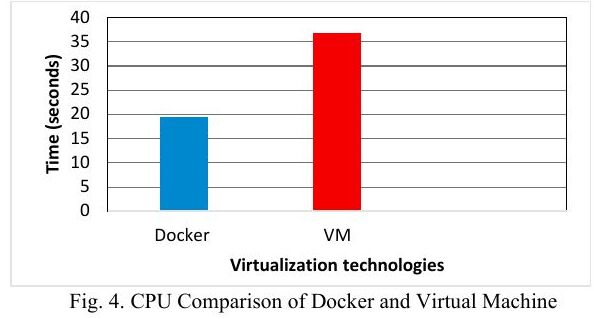 40
35
30
25
20
15
10
5
0
Time (seconds)
Docker VM
Virtualization technologies
Fig. 4. CPU Comparison of Docker and Virtual Machine